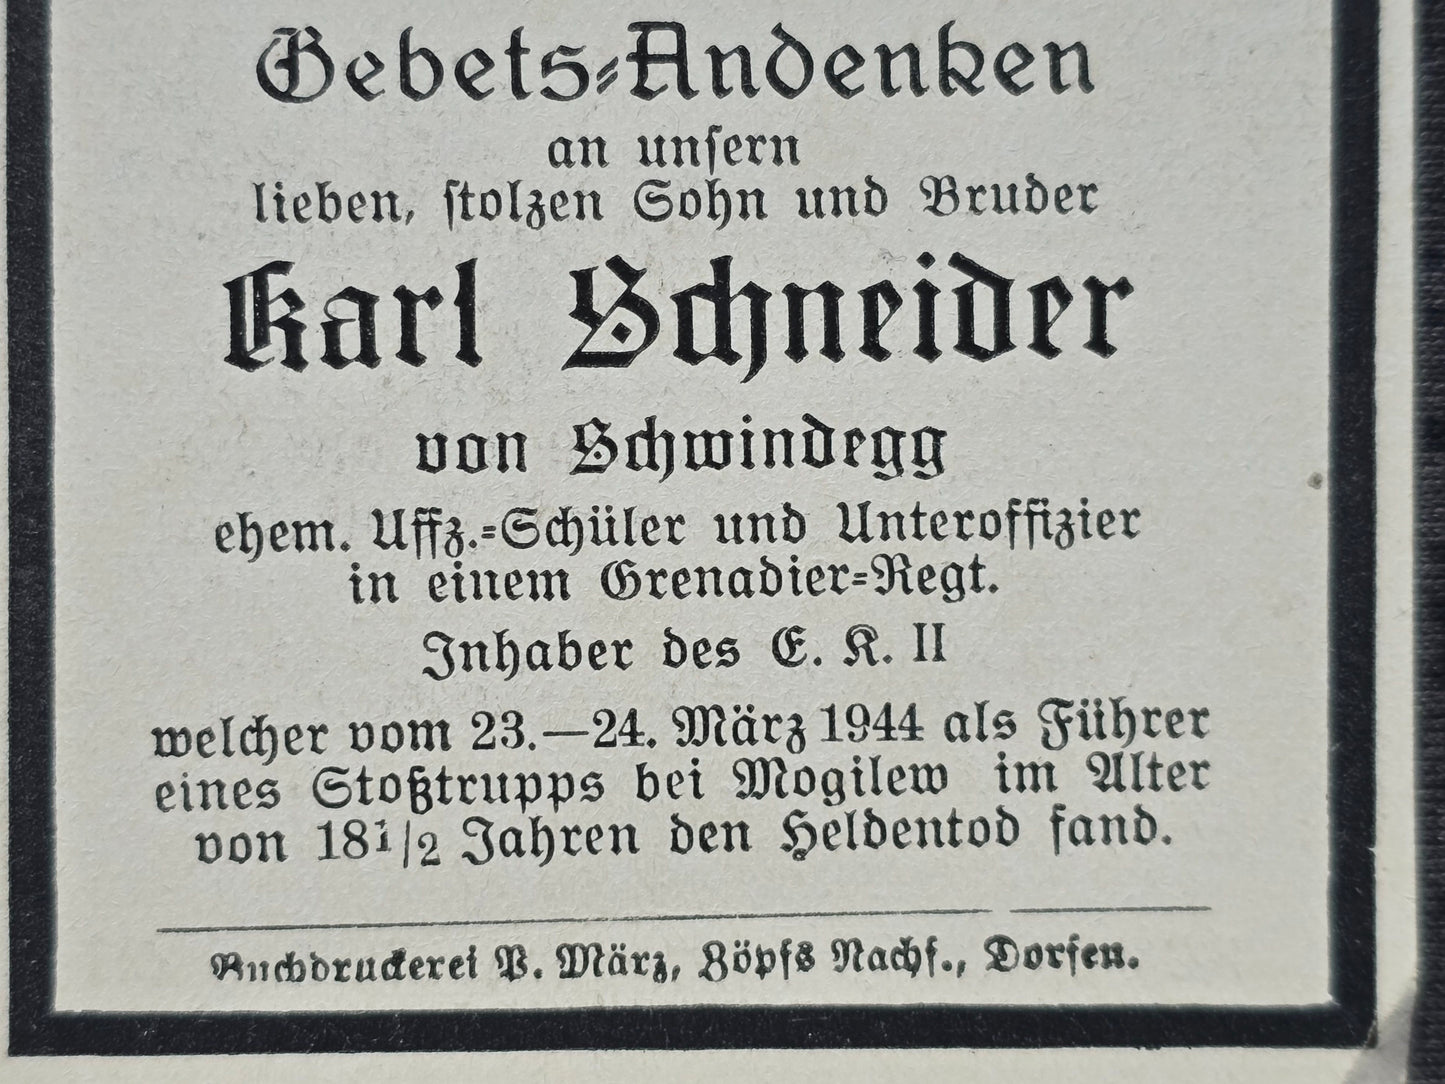 Gebets-Andenken
an unsern
lieben, stolzen Sohn und Bruder
Karl Schneider
von Schwindegg
ehem. Uffz.-Schüler und Unteroffizier
in einem Grenadier-Regt.
Inhaber des E. K. II
welcher vom 23.—24. März 1944 als Führer
eines Stoßtrupps bei Mogilew im Alter
von 18 1/2 Jahren den Heldentod fand.
Buchdruckerei P. März, Zöpfs Nachf., Dorfen.